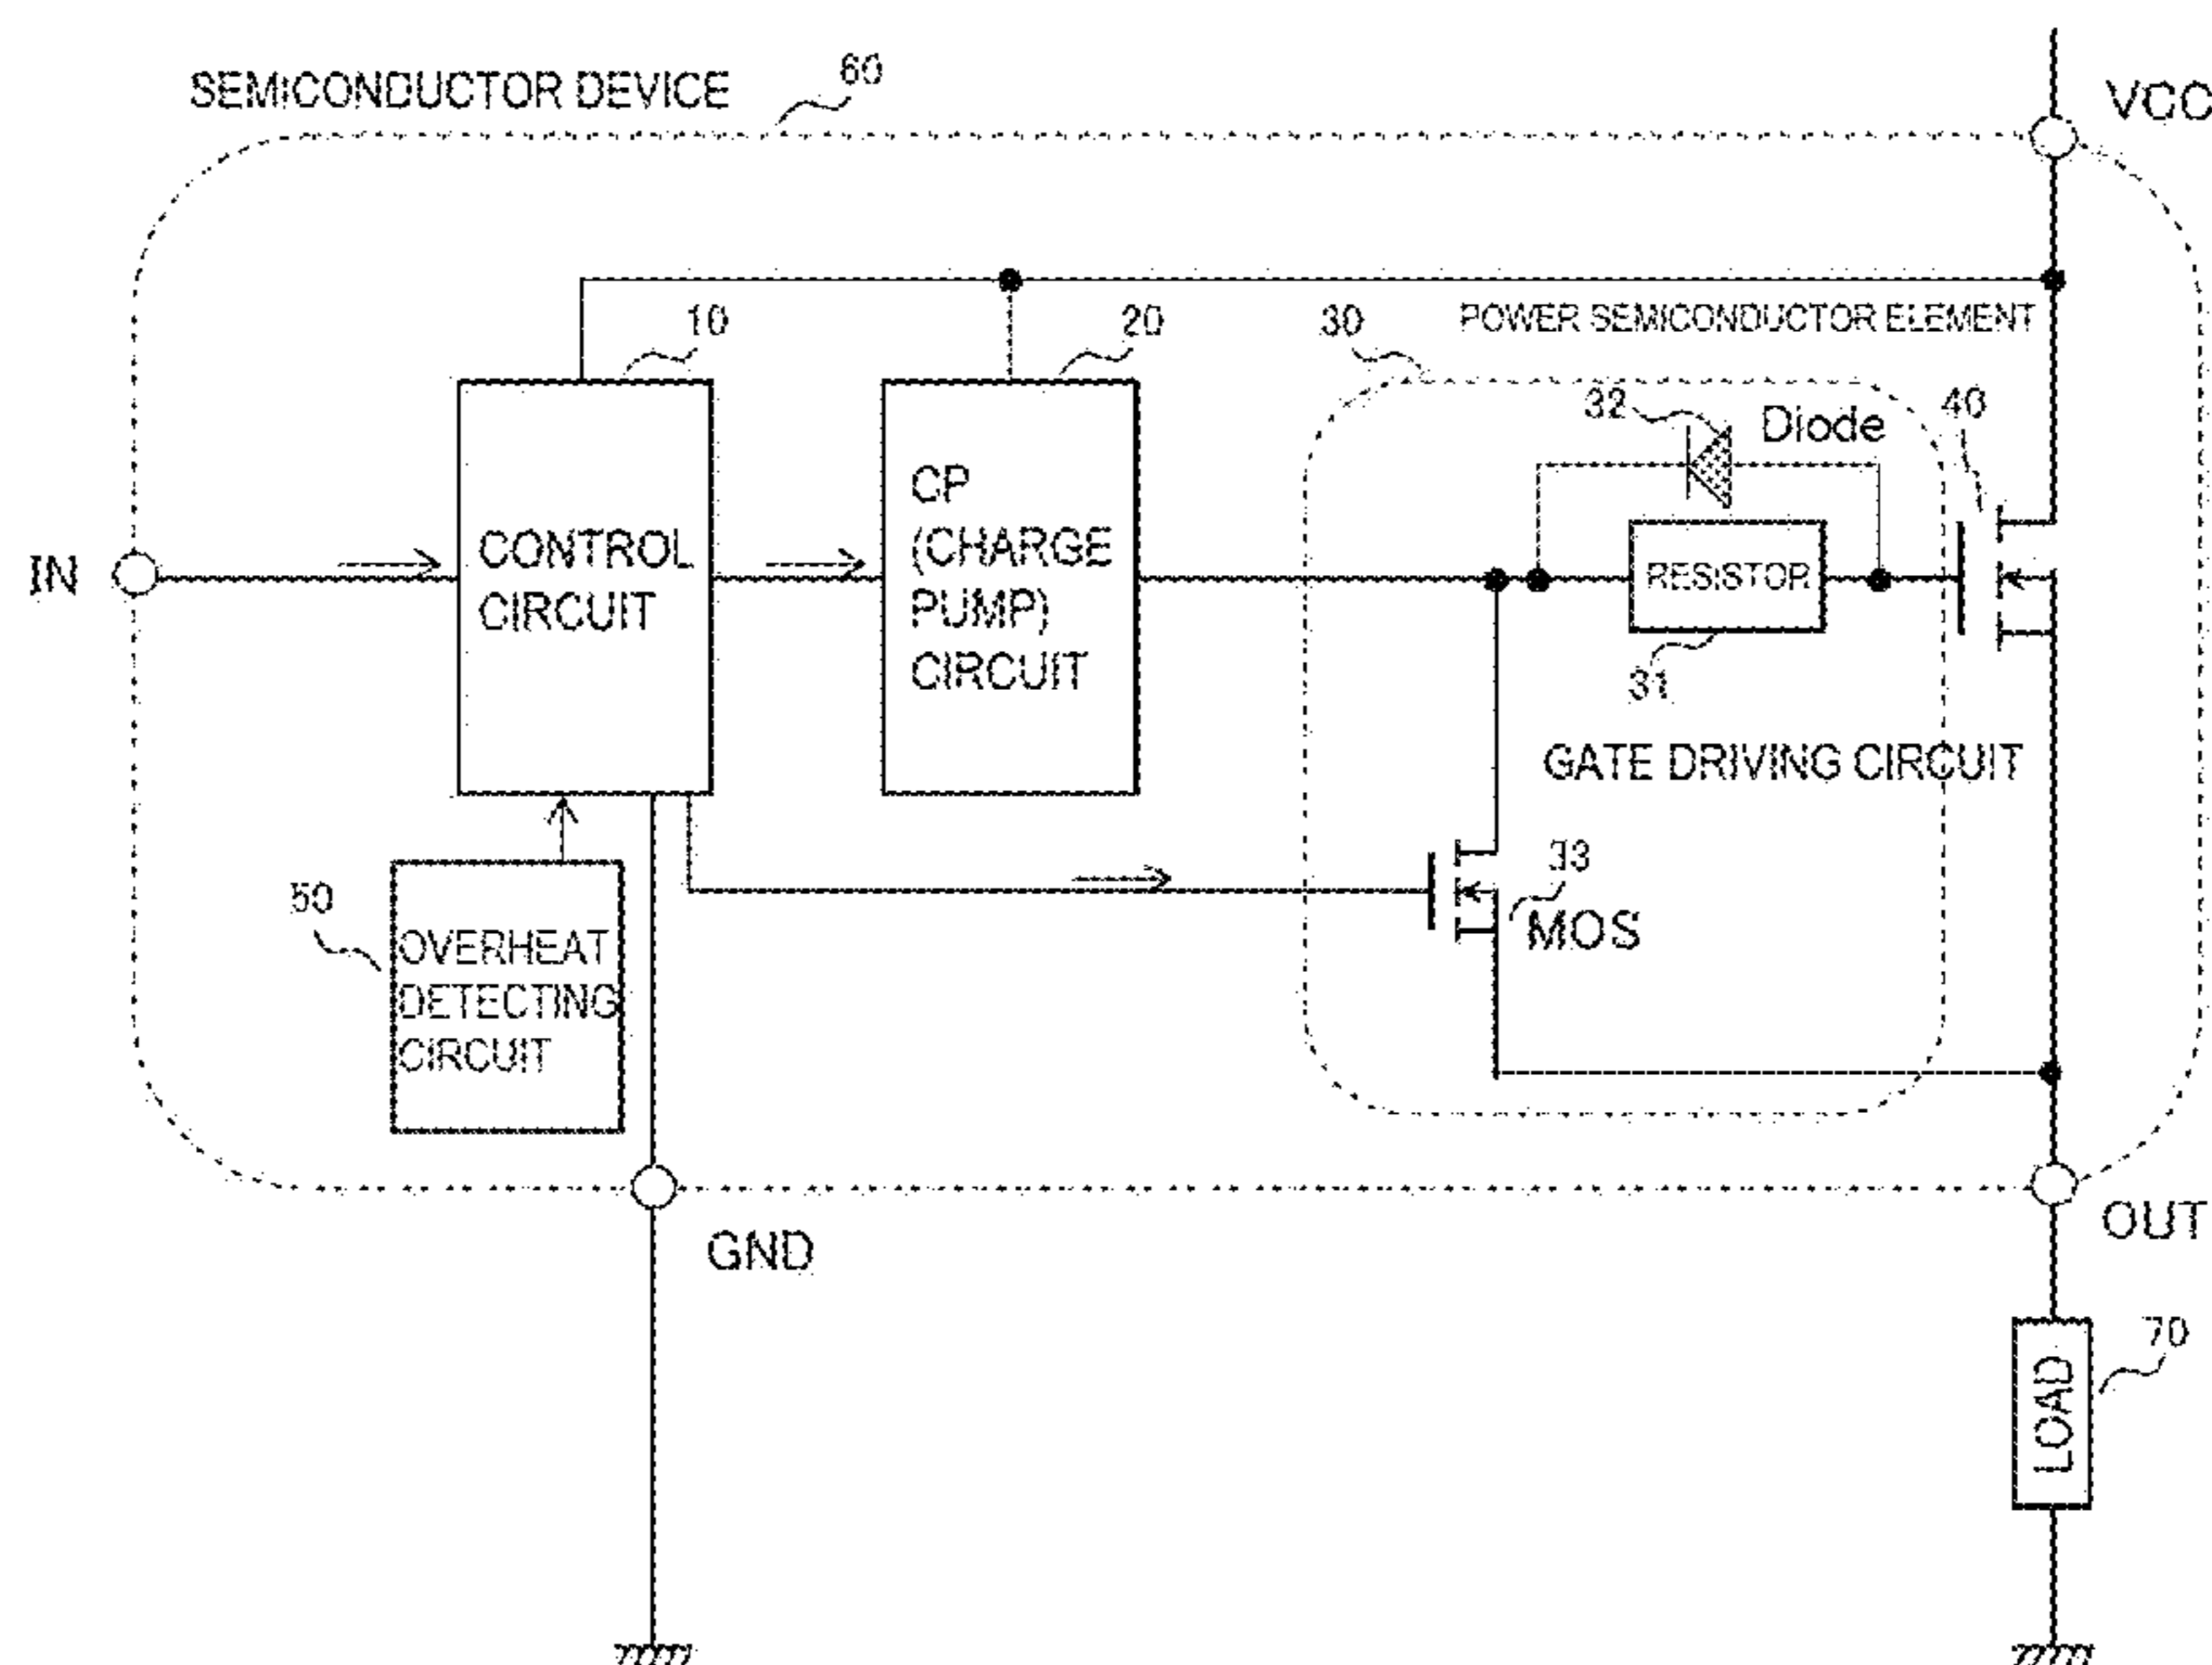 SEMICONDUCTOR DEVICE
60
VCC
10
20
30
POWER SEMICONDUCTOR ELEMENT
32
Diode
40
IN
CONTROL
CIRCUIT
CP
(CHARGE
PUMP)
CIRCUIT
RESISTOR
31
GATE DRIVING CIRCUIT
33
MOS
50
OVERHEAT
DETECTING
CIRCUIT
GND
OUT
70
LOAD